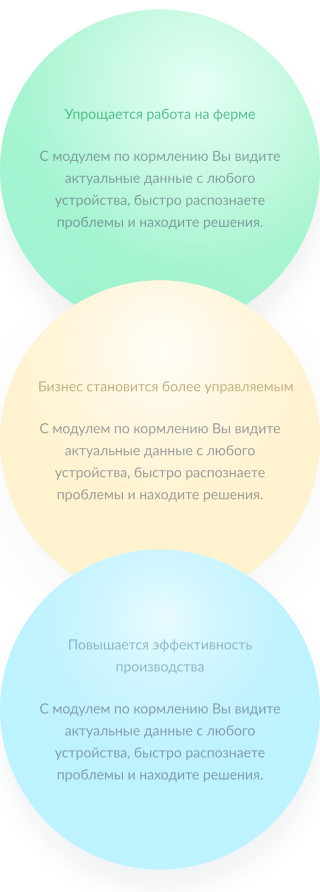 Упрощается работа на ферме
С модулем по кормлению Вы видите
актуальные данные с любого
устройства, быстро распознаете
проблемы и находите решения.
Бизнес становится более управляемым
С модулем по кормлению Вы видите
актуальные данные с любого
устройства, быстро распознаете
проблемы и находите решения.
Повышается эффективность
производства
С модулем по кормлению Вы видите
актуальные данные с любого
устройства, быстро распознаете
проблемы и находите решения.